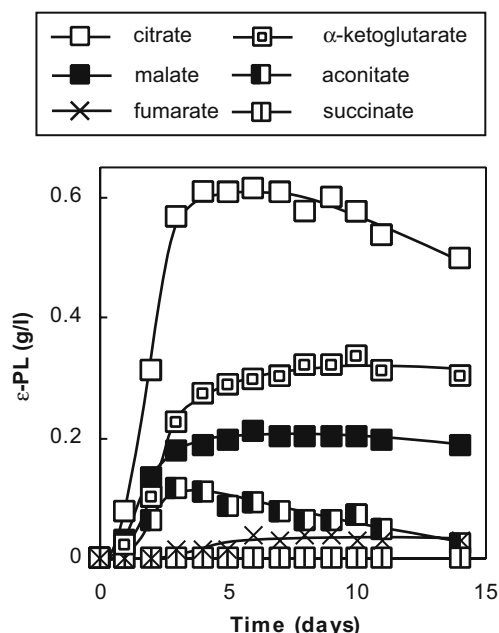 citrate
α-ketoglutarate
malate
aconitate
fumarate
succinate
0.6
0.4
0.2
0
ε-PL (g/l)
0 5 10 15
Time (days)